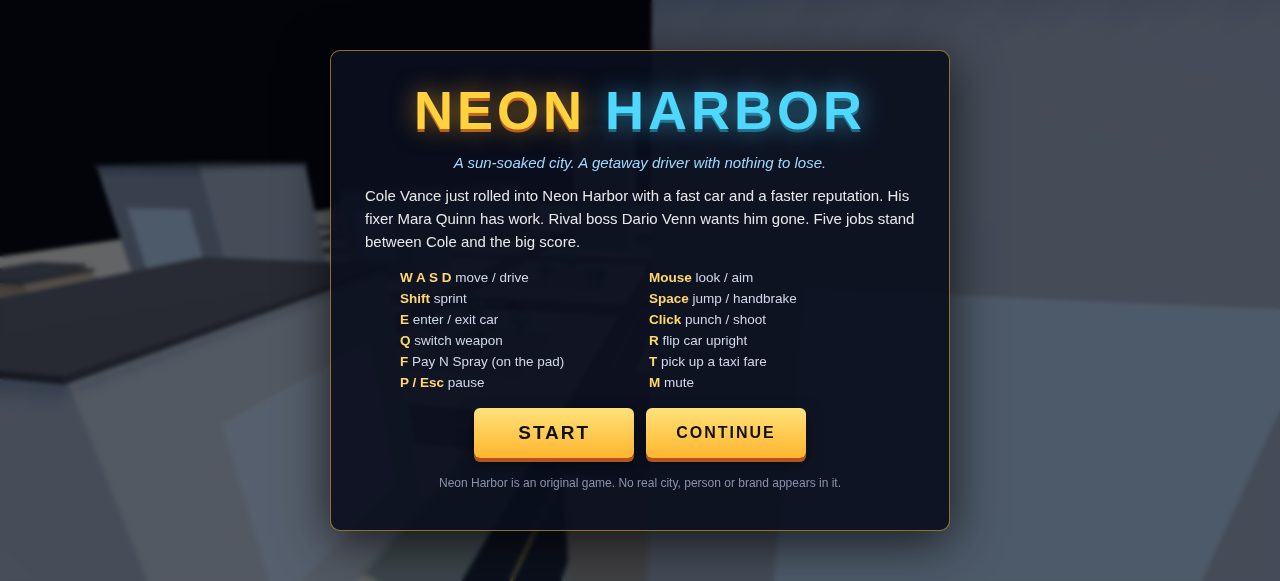 NEON HARBOR
A sun-soaked city. A getaway driver with nothing to lose.
Cole Vance just rolled into Neon Harbor with a fast car and a faster reputation. His
fixer Mara Quinn has work. Rival boss Dario Venn wants him gone. Five jobs stand
between Cole and the big score.
W A S D move / drive
Mouse look / aim
Shift sprint
Space jump / handbrake
E enter / exit car
Click punch / shoot
Q switch weapon
R flip car upright
F Pay N Spray (on the pad)
T pick up a taxi fare
P / Esc pause
M mute
START
CONTINUE
Neon Harbor is an original game. No real city, person or brand appears in it.